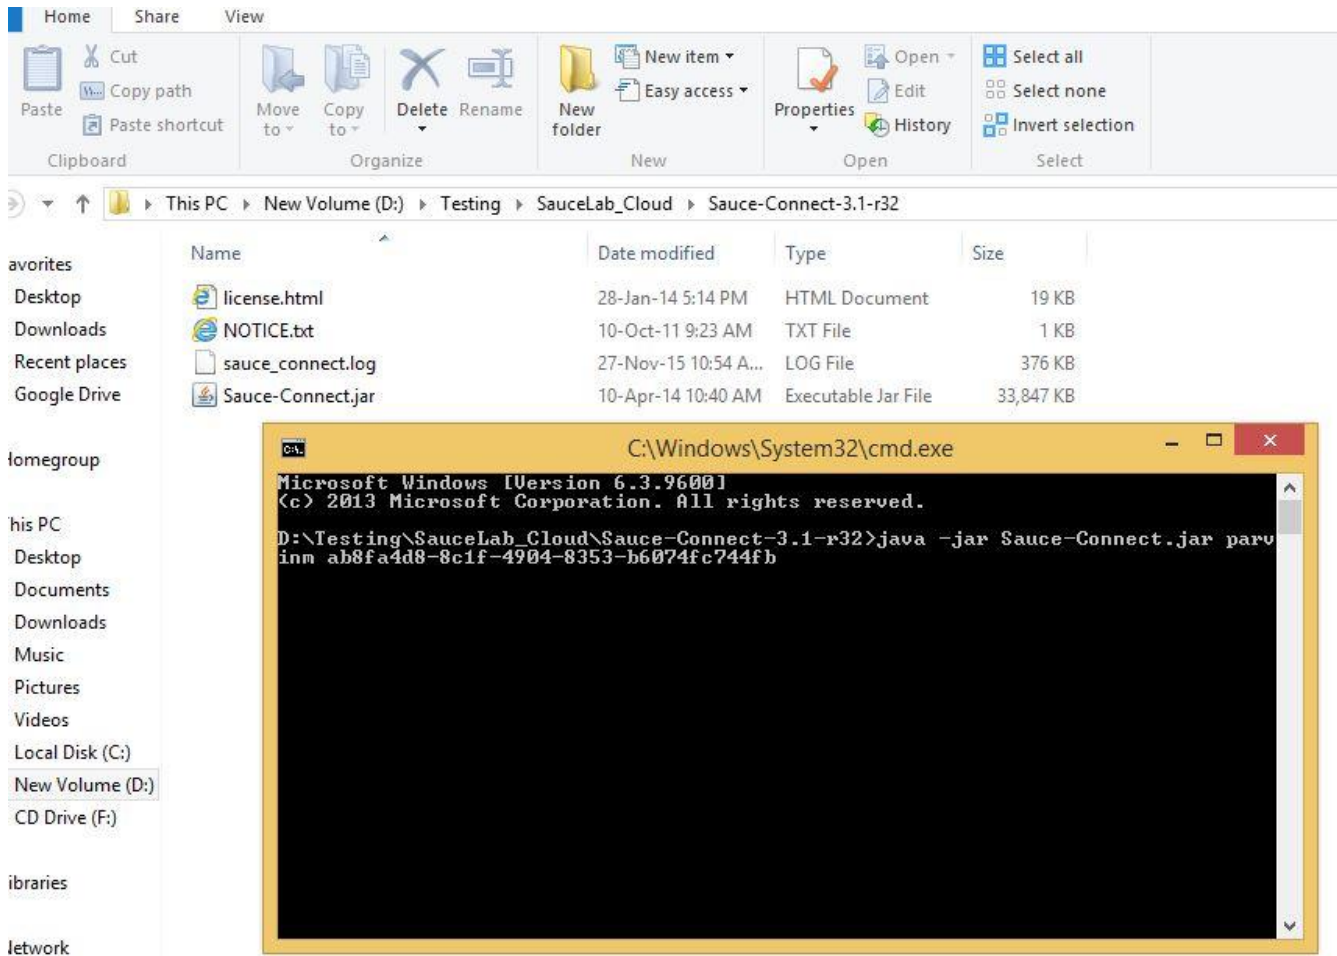 Home Share View
Cut
Copy path
Paste shortcut
Paste
Clipboard
Move to
Copy to
Delete
Rename
Organize
New folder
New item
Easy access
New
Properties
Open
Edit
History
Open
Select all
Select none
Invert selection
Select
This PC New Volume (D:) Testing SauceLab_Cloud Sauce-Connect-3.1-r32
Name Date modified Type Size
license.html 28-Jan-14 5:14 PM HTML Document 19 KB
NOTICE.txt 10-Oct-11 9:23 AM TXT File 1 KB
sauce_connect.log 27-Nov-15 10:54 A... LOG File 376 KB
Sauce-Connect.jar 10-Apr-14 10:40 AM Executable Jar File 33,847 KB
avorites
Desktop
Downloads
Recent places
Google Drive
Homegroup
his PC
Desktop
Documents
Downloads
Music
Pictures
Videos
Local Disk (C:)
New Volume (D:)
CD Drive (F:)
ibraries
Network
C:\Windows\System32\cmd.exe
Microsoft Windows [Version 6.3.9600]
(c) 2013 Microsoft Corporation. All rights reserved.
D:\Testing\SauceLab_Cloud\Sauce-Connect-3.1-r32>java -jar Sauce-Connect.jar parv
inm ab8fa4d8-8c1f-4904-8353-b6074fc744fb